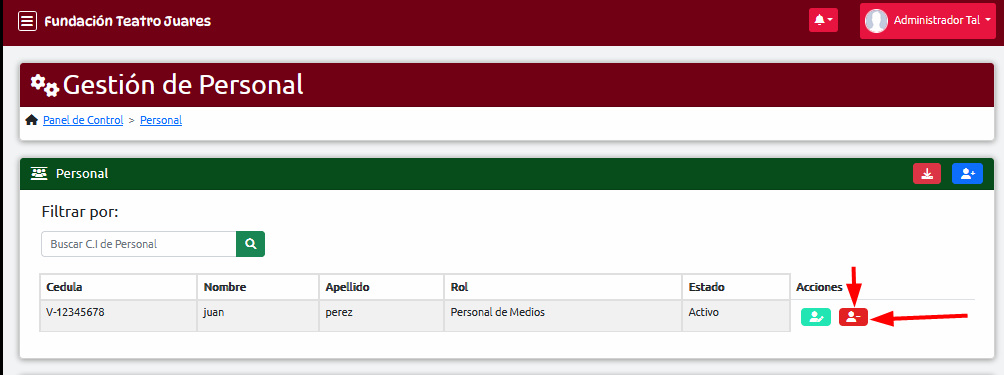 Fundación Teatro Juares
Administrador Tal
Gestión de Personal
Panel de Control > Personal
Personal
Filtrar por:
Buscar C.I de Personal
Cedula Nombre Apellido Rol Estado Acciones
V-12345678 juan perez Personal de Medios Activo